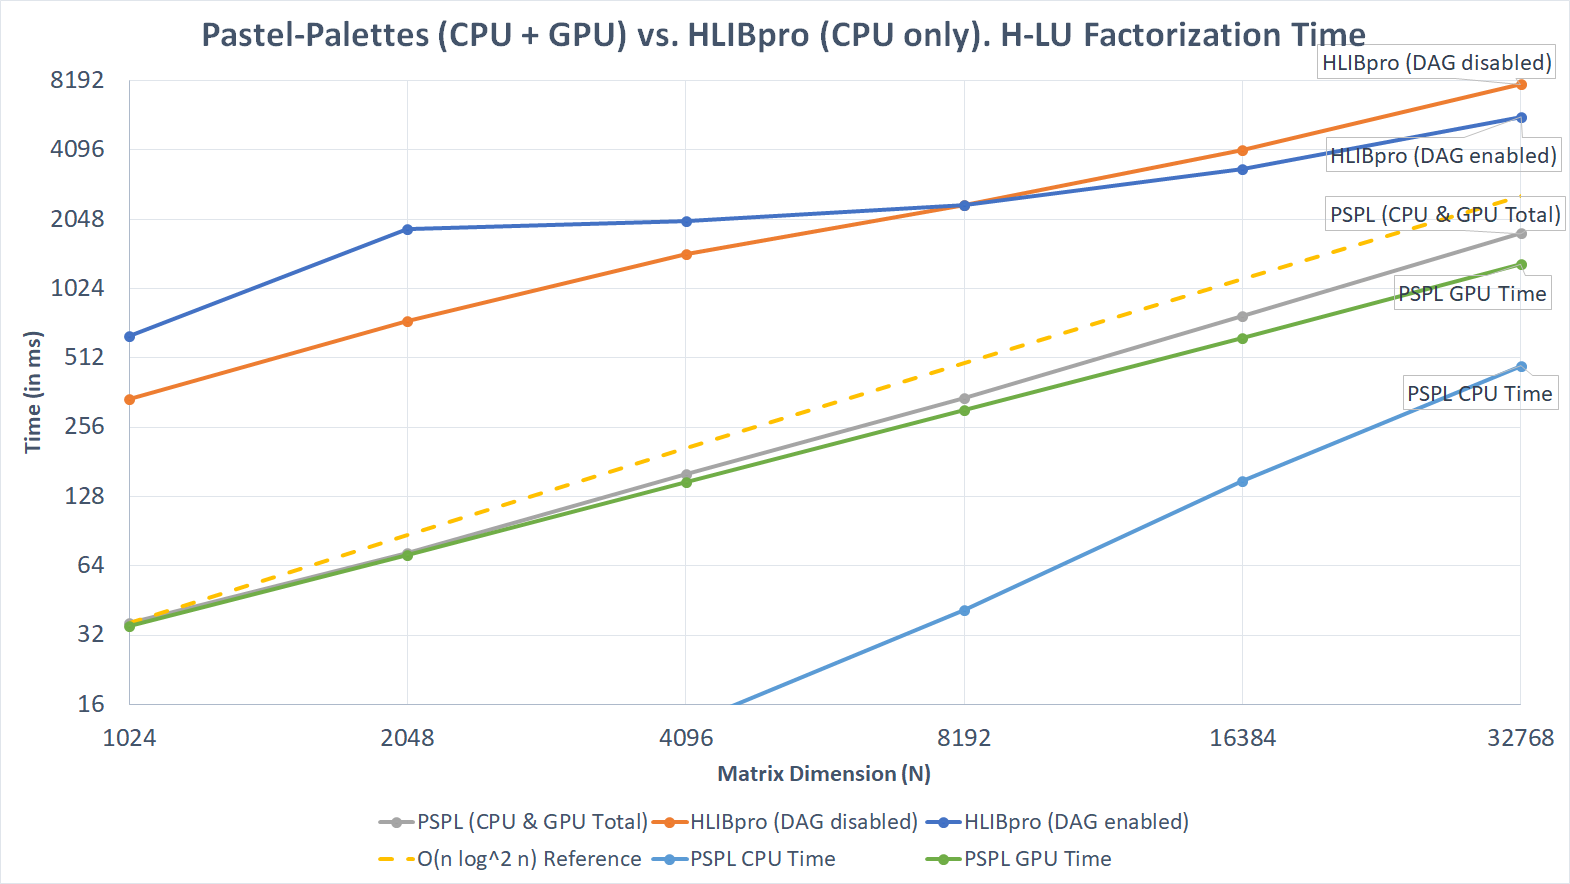 Pastel-Palettes (CPU + GPU) vs. HLIBpro (CPU only). H-LU Factorization Time
HLIBpro (DAG disabled)
HLIBpro (DAG enabled)
PSPL (CPU & GPU Total)
PSPL GPU Time
PSPL CPU Time
Time (in ms)
8192
4096
2048
1024
512
256
128
64
32
16
1024 2048 4096 8192 16384 32768
Matrix Dimension (N)
PSPL (CPU & GPU Total) HLIBpro (DAG disabled) HLIBpro (DAG enabled)
O(n log^2 n) Reference PSPL CPU Time PSPL GPU Time